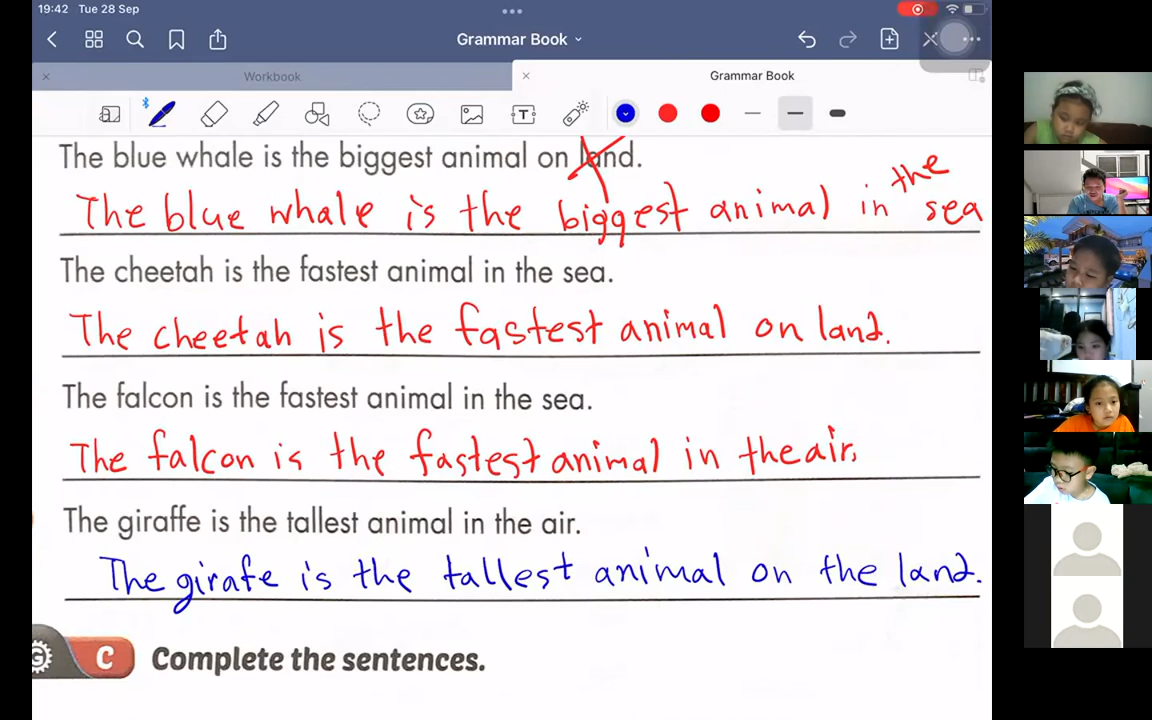 19:42 Tue 28 Sep
Grammar Book
Workbook
Grammar Book
The blue whale is the biggest animal on land.
The blue whale is the biggest animal in the sea
The cheetah is the fastest animal in the sea.
The cheetah is the fastest animal on land.
The falcon is the fastest animal in the sea.
The falcon is the fastest animal in the air.
The giraffe is the tallest animal in the air.
The girafe is the tallest animal on the land.
G C Complete the sentences.